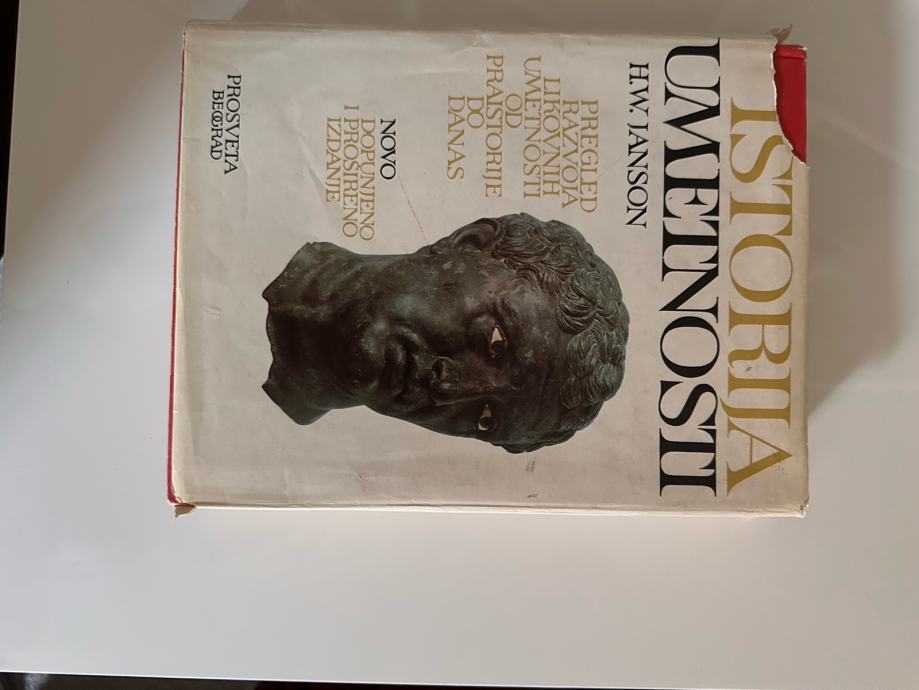 ISTORIJA
UMETNOSTI
H.W. JANSON
PREGLED
RAZVOJA
LIKOVNIH
UMETNOSTI
OD
PRAISTORIJE
DO
DANAS
NOVO
DOPUNJENO
I PROŠIRENO
IZDANJE
PROSVETA
BEOGRAD